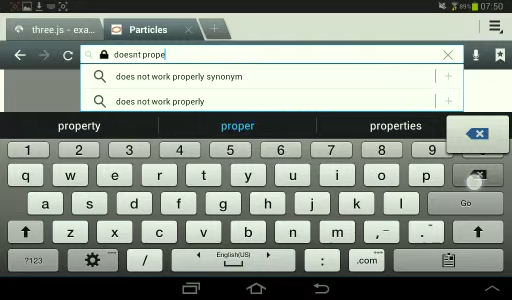 89% 07:50
three.js - exa...
Particles
doesnt prope
does not work properly synonym
does not work properly
property proper properties
1 2 3 4 5 6 7 8 9
q w e r t y u i o p
a s d f g h j k l Go
z x c v b n m , .
?123 / English(US) : .com